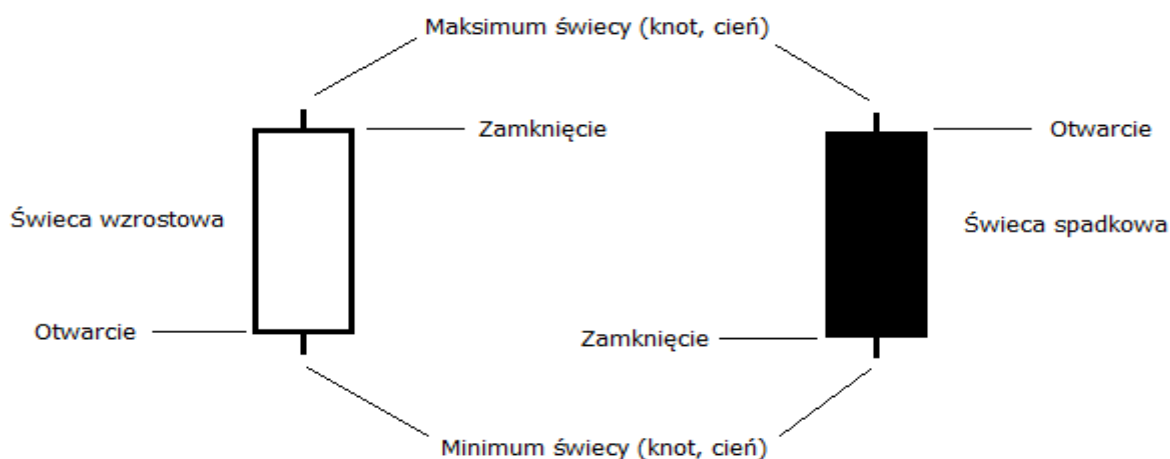 Maksimum świecy (knot, cień)
Zamknięcie
Otwarcie
Świeca wzrostowa
Świeca spadkowa
Otwarcie
Zamknięcie
Minimum świecy (knot, cień)